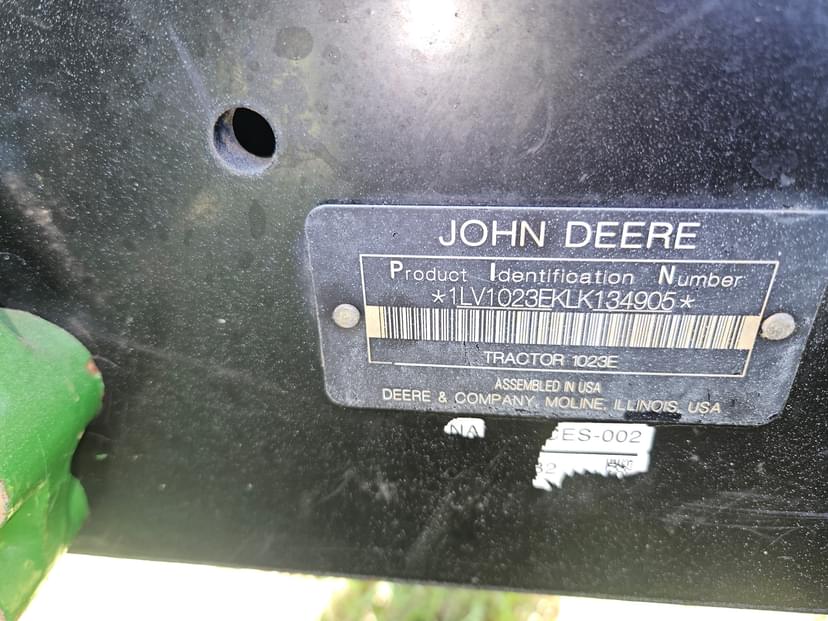 JOHN DEERE
Product Identification Number
*1LV1023EKLK134905*
TRACTOR 1023E
ASSEMBLED IN USA
DEERE & COMPANY, MOLINE, ILLINOIS, USA
NA CES-002
32